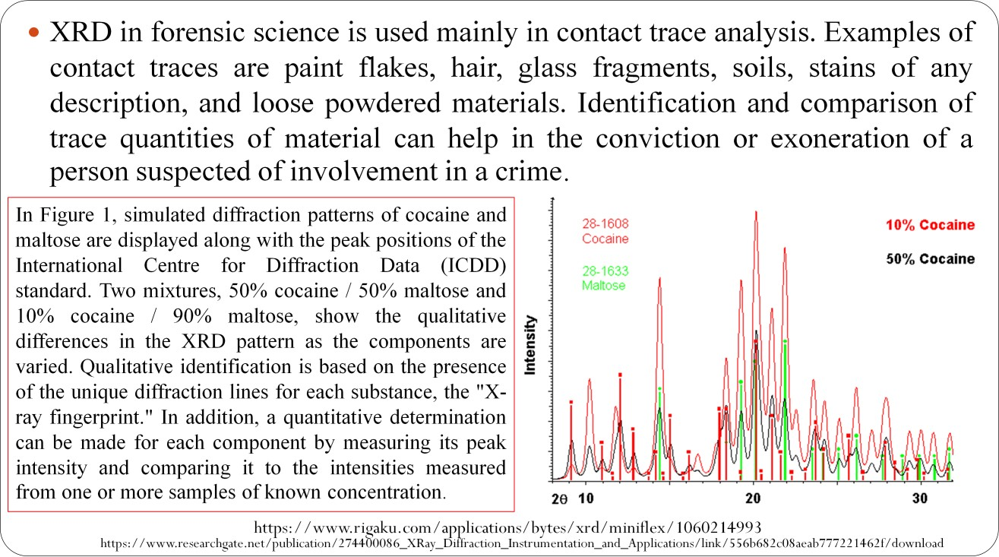 • XRD in forensic science is used mainly in contact trace analysis. Examples of
contact traces are paint flakes, hair, glass fragments, soils, stains of any
description, and loose powdered materials. Identification and comparison of
trace quantities of material can help in the conviction or exoneration of a
person suspected of involvement in a crime.
In Figure 1, simulated diffraction patterns of cocaine and
maltose are displayed along with the peak positions of the
International Centre for Diffraction Data (ICDD)
standard. Two mixtures, 50% cocaine / 50% maltose and
10% cocaine / 90% maltose, show the qualitative
differences in the XRD pattern as the components are
varied. Qualitative identification is based on the presence
of the unique diffraction lines for each substance, the "X-
ray fingerprint." In addition, a quantitative determination
can be made for each component by measuring its peak
intensity and comparing it to the intensities measured
from one or more samples of known concentration.
28-1608
Cocaine
28-1633
Maltose
10% Cocaine
50% Cocaine
Intensity
2θ 10 20 30
https://www.rigaku.com/applications/bytes/xrd/miniflex/1060214993
https://www.researchgate.net/publication/274400086_XRay_Diffraction_Instrumentation_and_Applications/link/556b682c08aeab777221462f/download